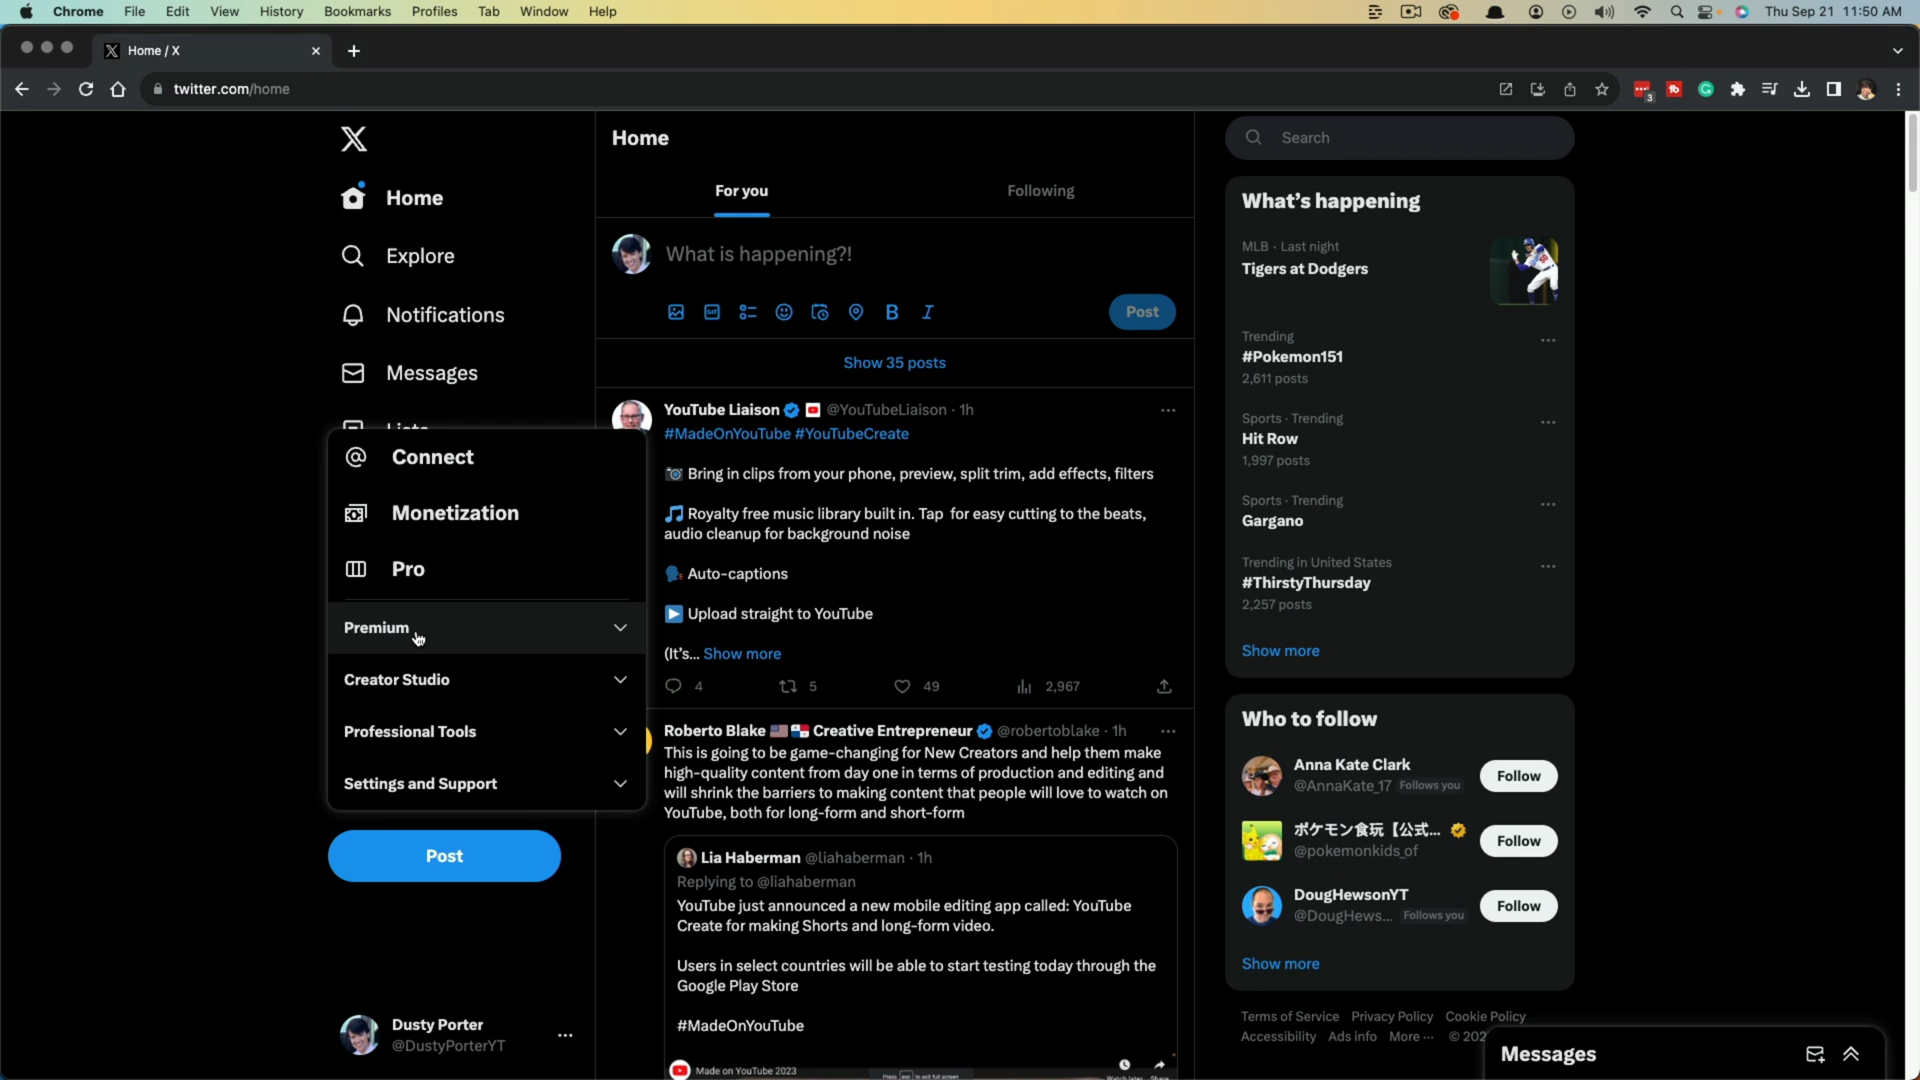 Chrome File Edit View History Bookmarks Profiles Tab Window Help
Thu Sep 21 11:50 AM
Home / X
twitter.com/home
3
Home
Explore
Notifications
Messages
Connect
Monetization
Pro
Premium
Creator Studio
Professional Tools
Settings and Support
Post
Dusty Porter
@DustyPorterYT
Home
For you Following
What is happening?!
GIF B I
Post
Show 35 posts
YouTube Liaison @YouTubeLiaison · 1h
#MadeOnYouTube #YouTubeCreate
Bring in clips from your phone, preview, split trim, add effects, filters
Royalty free music library built in. Tap for easy cutting to the beats,
audio cleanup for background noise
Auto-captions
Upload straight to YouTube
(It's... Show more
4 5 49 2,967
Roberto Blake 🇺🇸🇵🇦 Creative Entrepreneur @robertoblake · 1h
This is going to be game-changing for New Creators and help them make
high-quality content from day one in terms of production and editing and
will shrink the barriers to making content that people will love to watch on
YouTube, both for long-form and short-form
Lia Haberman @liahaberman · 1h
Replying to @liahaberman
YouTube just announced a new mobile editing app called: YouTube
Create for making Shorts and long-form video.
Users in select countries will be able to start testing today through the
Google Play Store
#MadeOnYouTube
Made on YouTube 2023
Search
What's happening
MLB · Last night
Tigers at Dodgers
Trending
#Pokemon151
2,611 posts
Sports · Trending
Hit Row
1,997 posts
Sports · Trending
Gargano
Trending in United States
#ThirstyThursday
2,257 posts
Show more
Who to follow
Anna Kate Clark
@AnnaKate_17 Follows you
Follow
ポケモン食玩【公式...
@pokemonkids_of
Follow
DougHewsonYT
@DougHews... Follows you
Follow
Show more
Terms of Service Privacy Policy Cookie Policy
Accessibility Ads info More ··· © 202
Messages